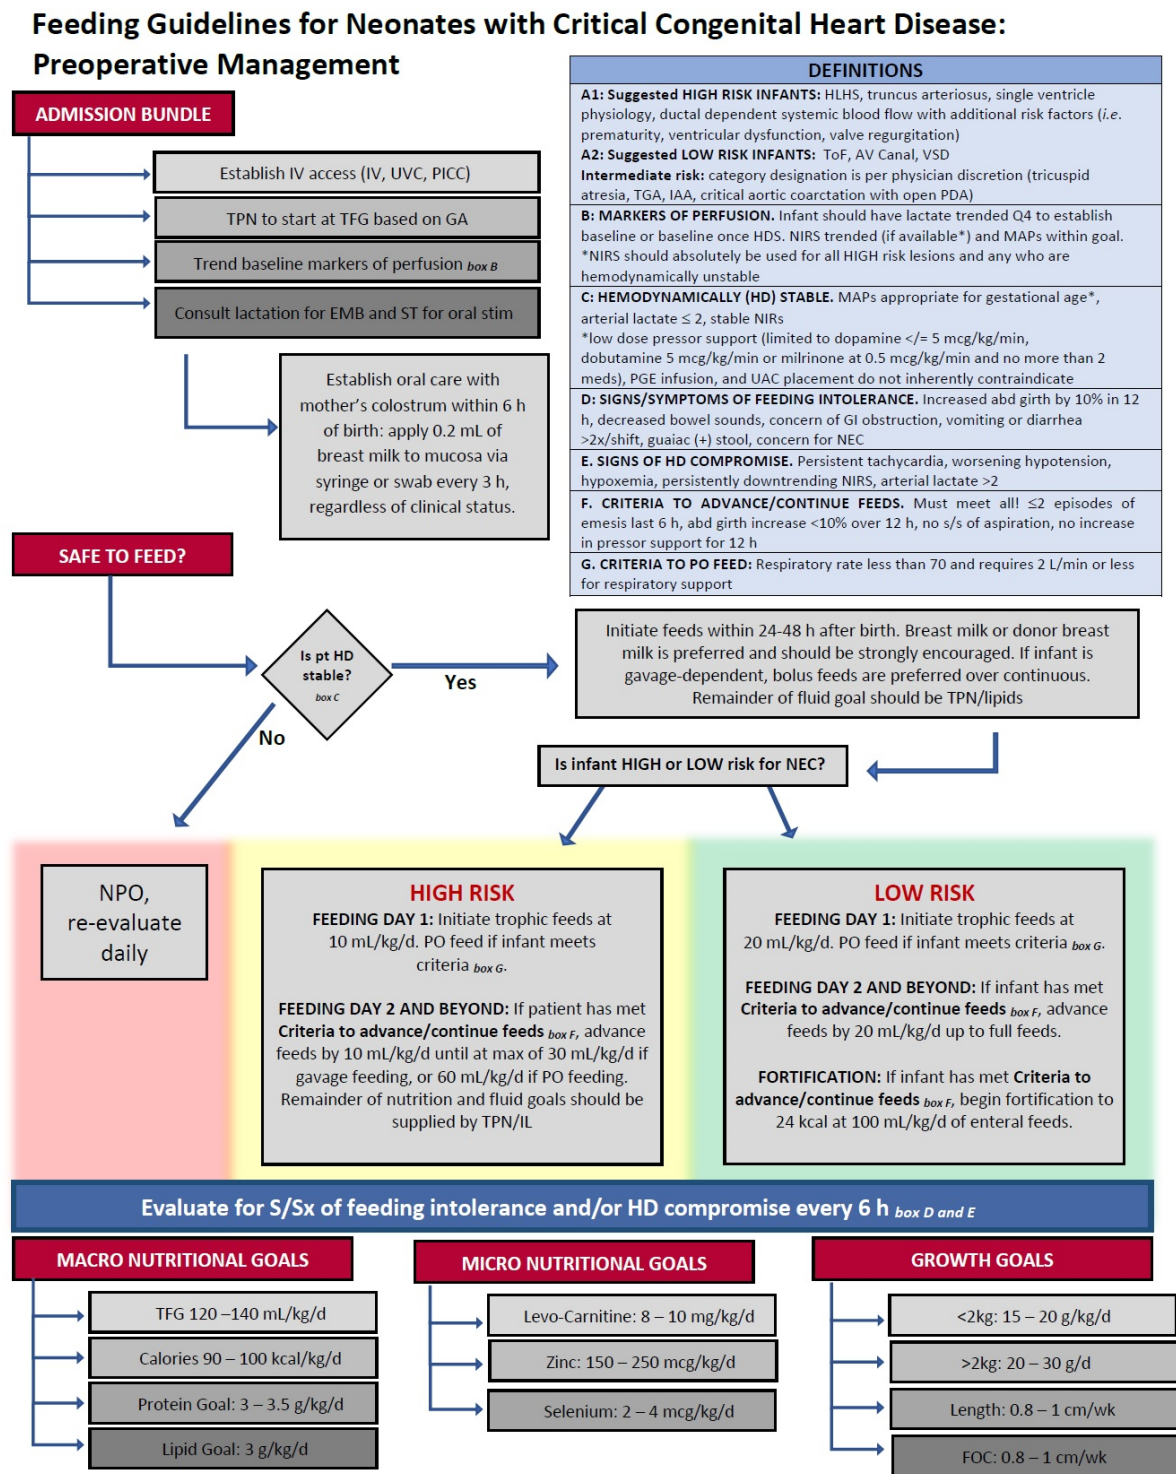 Feeding Guidelines for Neonates with Critical Congenital Heart Disease:
Preoperative Management
ADMISSION BUNDLE
Establish IV access (IV, UVC, PICC)
TPN to start at TFG based on GA
Trend baseline markers of perfusion box B
Consult lactation for EMB and ST for oral stim
Establish oral care with
mother's colostrum within 6 h
of birth: apply 0.2 mL of
breast milk to mucosa via
syringe or swab every 3 h,
regardless of clinical status.
DEFINITIONS
A1: Suggested HIGH RISK INFANTS: HLHS, truncus arteriosus, single ventricle
physiology, ductal dependent systemic blood flow with additional risk factors (i.e.
prematurity, ventricular dysfunction, valve regurgitation)
A2: Suggested LOW RISK INFANTS: ToF, AV Canal, VSD
Intermediate risk: category designation is per physician discretion (tricuspid
atresia, TGA, IAA, critical aortic coarctation with open PDA)
B: MARKERS OF PERFUSION. Infant should have lactate trended Q4 to establish
baseline or baseline once HDS. NIRS trended (if available*) and MAPs within goal.
*NIRS should absolutely be used for all HIGH risk lesions and any who are
hemodynamically unstable
C: HEMODYNAMICALLY (HD) STABLE. MAPs appropriate for gestational age*,
arterial lactate ≤ 2, stable NIRs
*low dose pressor support (limited to dopamine </= 5 mcg/kg/min,
dobutamine 5 mcg/kg/min or milrinone at 0.5 mcg/kg/min and no more than 2
meds), PGE infusion, and UAC placement do not inherently contraindicate
D: SIGNS/SYMPTOMS OF FEEDING INTOLERANCE. Increased abd girth by 10% in 12
h, decreased bowel sounds, concern of GI obstruction, vomiting or diarrhea
>2x/shift, guaiac (+) stool, concern for NEC
E. SIGNS OF HD COMPROMISE. Persistent tachycardia, worsening hypotension,
hypoxemia, persistently downtrending NIRS, arterial lactate >2
F. CRITERIA TO ADVANCE/CONTINUE FEEDS. Must meet all! ≤2 episodes of
emesis last 6 h, abd girth increase <10% over 12 h, no s/s of aspiration, no increase
in pressor support for 12 h
G. CRITERIA TO PO FEED: Respiratory rate less than 70 and requires 2 L/min or less
for respiratory support
SAFE TO FEED?
Is pt HD
stable?
box C
Yes
No
Initiate feeds within 24-48 h after birth. Breast milk or donor breast
milk is preferred and should be strongly encouraged. If infant is
gavage-dependent, bolus feeds are preferred over continuous.
Remainder of fluid goal should be TPN/lipids
Is infant HIGH or LOW risk for NEC?
NPO,
re-evaluate
daily
HIGH RISK
FEEDING DAY 1: Initiate trophic feeds at
10 mL/kg/d. PO feed if infant meets
criteria box G.
FEEDING DAY 2 AND BEYOND: If patient has met
Criteria to advance/continue feeds box F, advance
feeds by 10 mL/kg/d until at max of 30 mL/kg/d if
gavage feeding, or 60 mL/kg/d if PO feeding.
Remainder of nutrition and fluid goals should be
supplied by TPN/IL
LOW RISK
FEEDING DAY 1: Initiate trophic feeds at
20 mL/kg/d. PO feed if infant meets criteria box G.
FEEDING DAY 2 AND BEYOND: If infant has met
Criteria to advance/continue feeds box F, advance
feeds by 20 mL/kg/d up to full feeds.
FORTIFICATION: If infant has met Criteria to
advance/continue feeds box F, begin fortification to
24 kcal at 100 mL/kg/d of enteral feeds.
Evaluate for S/Sx of feeding intolerance and/or HD compromise every 6 h box D and E
MACRO NUTRITIONAL GOALS
TFG 120 –140 mL/kg/d
Calories 90 – 100 kcal/kg/d
Protein Goal: 3 – 3.5 g/kg/d
Lipid Goal: 3 g/kg/d
MICRO NUTRITIONAL GOALS
Levo-Carnitine: 8 – 10 mg/kg/d
Zinc: 150 – 250 mcg/kg/d
Selenium: 2 – 4 mcg/kg/d
GROWTH GOALS
<2kg: 15 – 20 g/kg/d
>2kg: 20 – 30 g/d
Length: 0.8 – 1 cm/wk
FOC: 0.8 – 1 cm/wk